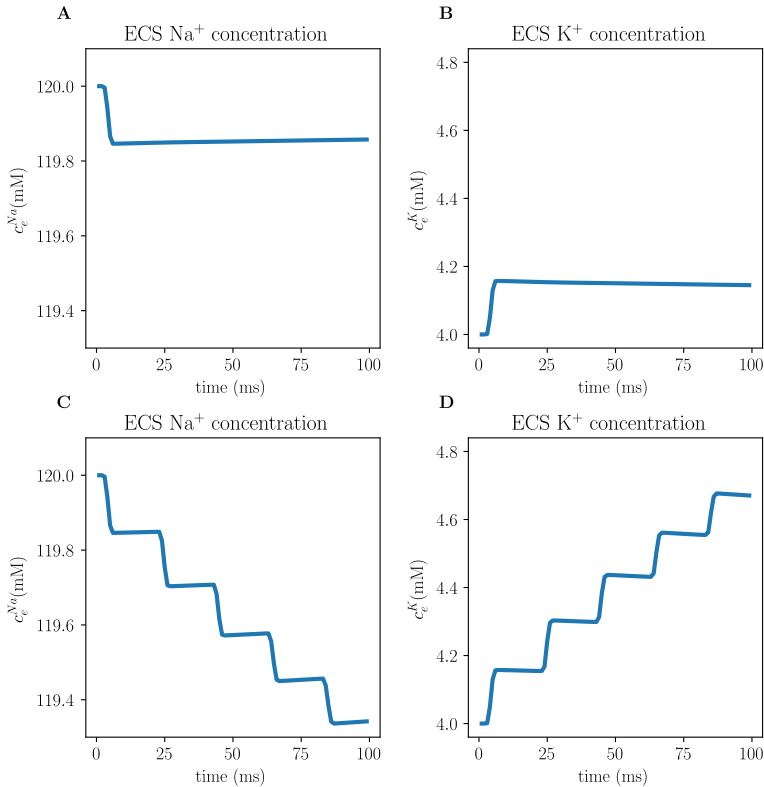 A
ECS Na⁺ concentration
120.0
119.8
119.6
119.4
c_e^{Na}(mM)
0 25 50 75 100
time (ms)
B
ECS K⁺ concentration
4.8
4.6
4.4
4.2
4.0
c_e^{K}(mM)
0 25 50 75 100
time (ms)
C
ECS Na⁺ concentration
120.0
119.8
119.6
119.4
c_e^{Na}(mM)
0 25 50 75 100
time (ms)
D
ECS K⁺ concentration
4.8
4.6
4.4
4.2
4.0
c_e^{K}(mM)
0 25 50 75 100
time (ms)